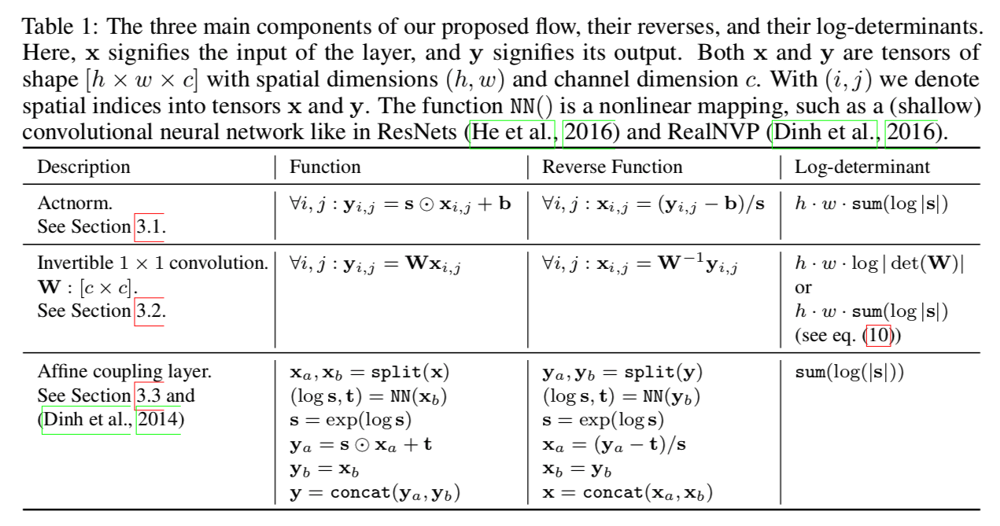 Table 1: The three main components of our proposed flow, their reverses, and their log-determinants.
Here, x signifies the input of the layer, and y signifies its output. Both x and y are tensors of
shape [h × w × c] with spatial dimensions (h, w) and channel dimension c. With (i, j) we denote
spatial indices into tensors x and y. The function NN() is a nonlinear mapping, such as a (shallow)
convolutional neural network like in ResNets (He et al., 2016) and RealNVP (Dinh et al., 2016).
Description | Function | Reverse Function | Log-determinant
Actnorm. | ∀i, j : y_{i,j} = s ⊙ x_{i,j} + b | ∀i, j : x_{i,j} = (y_{i,j} − b)/s | h · w · sum(log |s|)
See Section 3.1.
Invertible 1 × 1 convolution. | ∀i, j : y_{i,j} = Wx_{i,j} | ∀i, j : x_{i,j} = W^{−1}y_{i,j} | h · w · log | det(W)|
W : [c × c]. | or
See Section 3.2. | h · w · sum(log |s|)
(see eq. (10))
Affine coupling layer. | x_a, x_b = split(x) | y_a, y_b = split(y) | sum(log(|s|))
See Section 3.3 and | (log s, t) = NN(x_b) | (log s, t) = NN(y_b)
(Dinh et al., 2014) | s = exp(log s) | s = exp(log s)
y_a = s ⊙ x_a + t | x_a = (y_a − t)/s
y_b = x_b | x_b = y_b
y = concat(y_a, y_b) | x = concat(x_a, x_b)